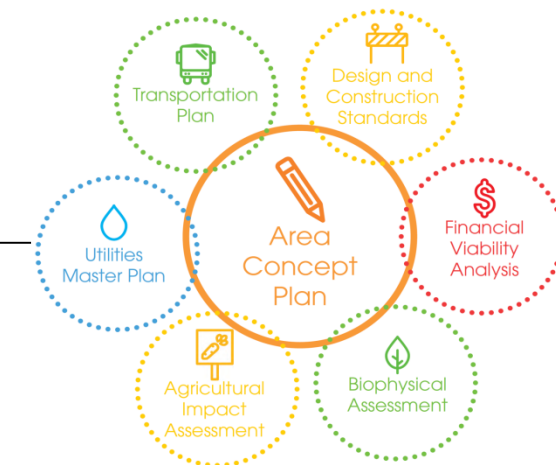 Transportation
Plan
Design and
Construction
Standards
Area
Concept
Plan
Financial
Viability
Analysis
Utilities
Master Plan
Agricultural
Impact
Assessment
Biophysical
Assessment